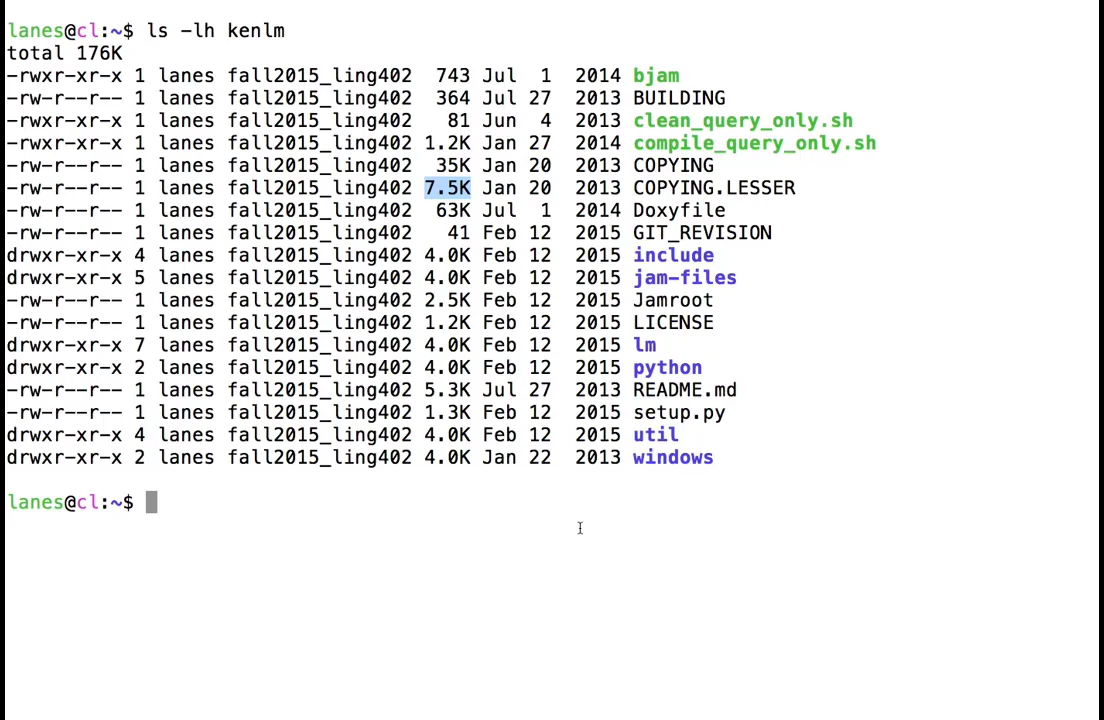 lanes@cl:~$ ls -lh kenlm
total 176K
-rwxr-xr-x 1 lanes fall2015_ling402  743 Jul  1  2014 bjam
-rw-r--r-- 1 lanes fall2015_ling402  364 Jul 27  2013 BUILDING
-rw-r--r-- 1 lanes fall2015_ling402   81 Jun  4  2013 clean_query_only.sh
-rw-r--r-- 1 lanes fall2015_ling402 1.2K Jan 27  2014 compile_query_only.sh
-rw-r--r-- 1 lanes fall2015_ling402  35K Jan 20  2013 COPYING
-rw-r--r-- 1 lanes fall2015_ling402 7.5K Jan 20  2013 COPYING.LESSER
-rw-r--r-- 1 lanes fall2015_ling402  63K Jul  1  2014 Doxyfile
-rw-r--r-- 1 lanes fall2015_ling402   41 Feb 12  2015 GIT_REVISION
drwxr-xr-x 4 lanes fall2015_ling402 4.0K Feb 12  2015 include
drwxr-xr-x 5 lanes fall2015_ling402 4.0K Feb 12  2015 jam-files
-rw-r--r-- 1 lanes fall2015_ling402 2.5K Feb 12  2015 Jamroot
-rw-r--r-- 1 lanes fall2015_ling402 1.2K Feb 12  2015 LICENSE
drwxr-xr-x 7 lanes fall2015_ling402 4.0K Feb 12  2015 lm
drwxr-xr-x 2 lanes fall2015_ling402 4.0K Feb 12  2015 python
-rw-r--r-- 1 lanes fall2015_ling402 5.3K Jul 27  2013 README.md
-rw-r--r-- 1 lanes fall2015_ling402 1.3K Feb 12  2015 setup.py
drwxr-xr-x 4 lanes fall2015_ling402 4.0K Feb 12  2015 util
drwxr-xr-x 2 lanes fall2015_ling402 4.0K Jan 22  2013 windows
lanes@cl:~$